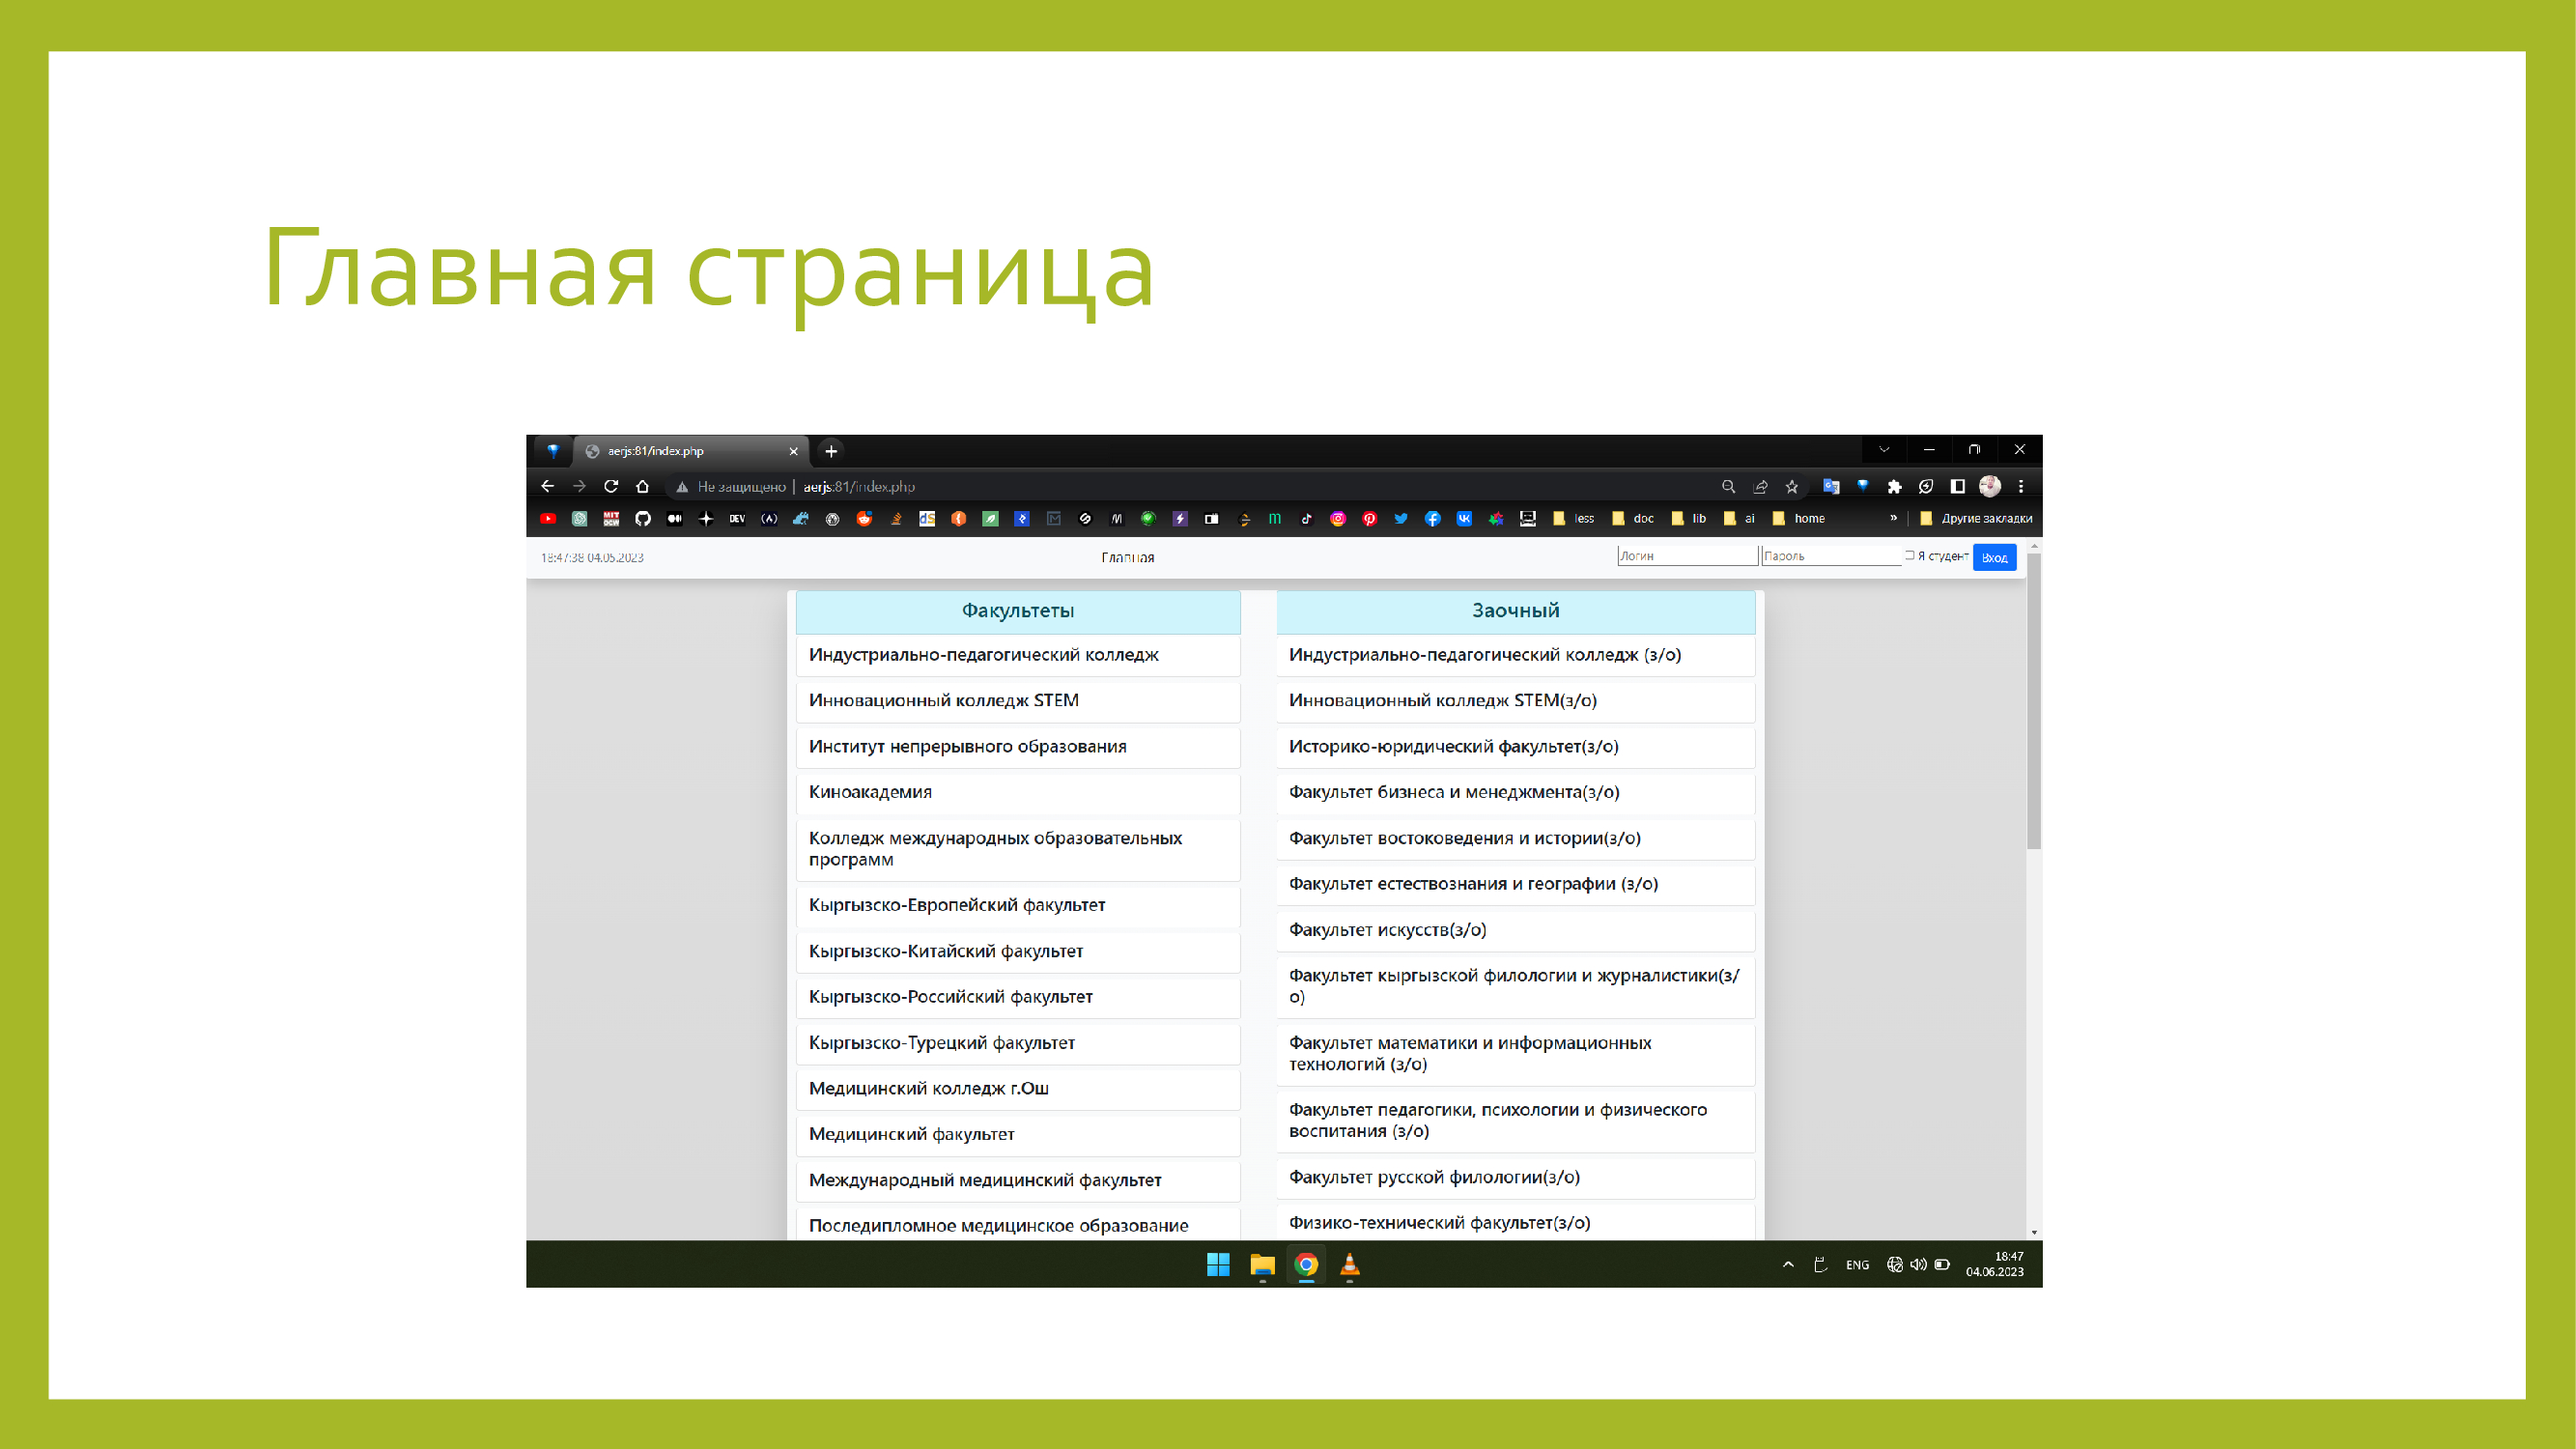 Главная страница
aerjs:81/index.php
Не защищено | aerjs:81/index.php
less doc lib ai home » Другие закладки
18:47:38 04.05.2023 Главная Логин Пароль Я студент Вход
Факультеты
Индустриально-педагогический колледж
Инновационный колледж STEM
Институт непрерывного образования
Киноакадемия
Колледж международных образовательных
программ
Кыргызско-Европейский факультет
Кыргызско-Китайский факультет
Кыргызско-Российский факультет
Кыргызско-Турецкий факультет
Медицинский колледж г.Ош
Медицинский факультет
Международный медицинский факультет
Последипломное медицинское образование
Заочный
Индустриально-педагогический колледж (з/о)
Инновационный колледж STEM(з/о)
Историко-юридический факультет(з/о)
Факультет бизнеса и менеджмента(з/о)
Факультет востоковедения и истории(з/о)
Факультет естествознания и географии (з/о)
Факультет искусств(з/о)
Факультет кыргызской филологии и журналистики(з/
о)
Факультет математики и информационных
технологий (з/о)
Факультет педагогики, психологии и физического
воспитания (з/о)
Факультет русской филологии(з/о)
Физико-технический факультет(з/о)
ENG
18:47
04.06.2023